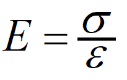 E = σ/ε